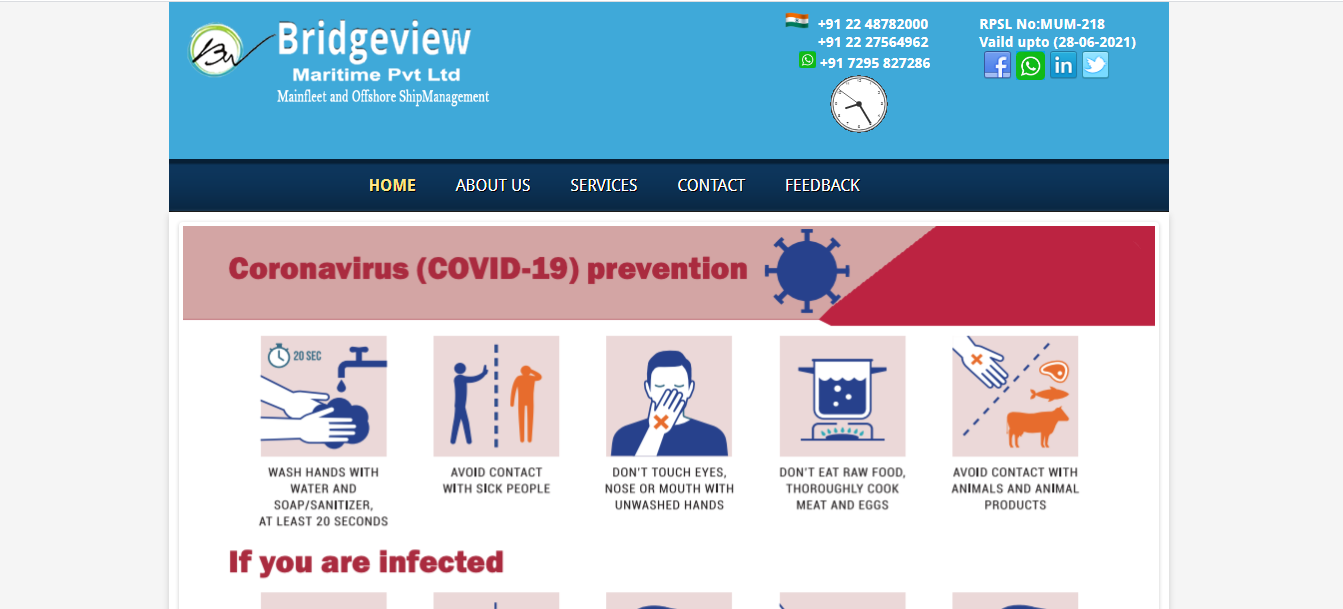 Bridgeview
Maritime Pvt Ltd
Mainfleet and Offshore ShipManagement
+91 22 48782000
+91 22 27564962
+91 7295 827286
RPSL No:MUM-218
Vaild upto (28-06-2021)
HOME ABOUT US SERVICES CONTACT FEEDBACK
Coronavirus (COVID-19) prevention
20 SEC
WASH HANDS WITH
WATER AND
SOAP/SANITIZER,
AT LEAST 20 SECONDS
AVOID CONTACT
WITH SICK PEOPLE
DON'T TOUCH EYES,
NOSE OR MOUTH WITH
UNWASHED HANDS
DON'T EAT RAW FOOD,
THOROUGHLY COOK
MEAT AND EGGS
AVOID CONTACT WITH
ANIMALS AND ANIMAL
PRODUCTS
If you are infected